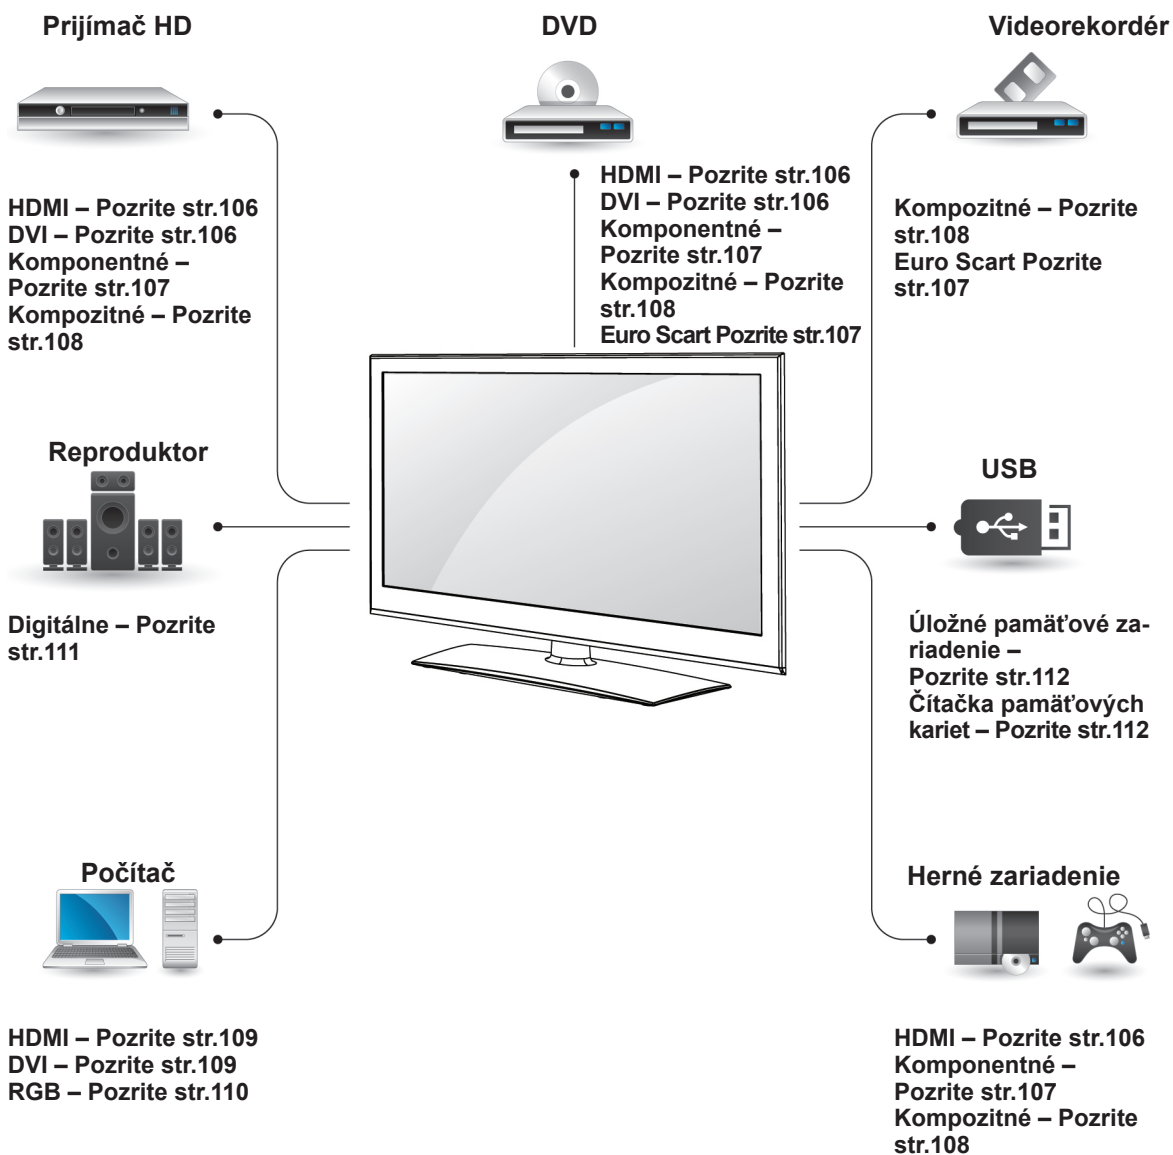 Prijímač HD
HDMI – Pozrite str.106
DVI – Pozrite str.106
Komponentné –
Pozrite str.107
Kompozitné – Pozrite
str.108
DVD
HDMI – Pozrite str.106
DVI – Pozrite str.106
Komponentné –
Pozrite str.107
Kompozitné – Pozrite
str.108
Euro Scart Pozrite str.107
Videorekordér
Kompozitné – Pozrite
str.108
Euro Scart Pozrite
str.107
Reproduktor
Digitálne – Pozrite
str.111
USB
Úložné pamäťové za-
riadenie –
Pozrite str.112
Čítačka pamäťových
kariet – Pozrite str.112
Počítač
HDMI – Pozrite str.109
DVI – Pozrite str.109
RGB – Pozrite str.110
Herné zariadenie
HDMI – Pozrite str.106
Komponentné –
Pozrite str.107
Kompozitné – Pozrite
str.108